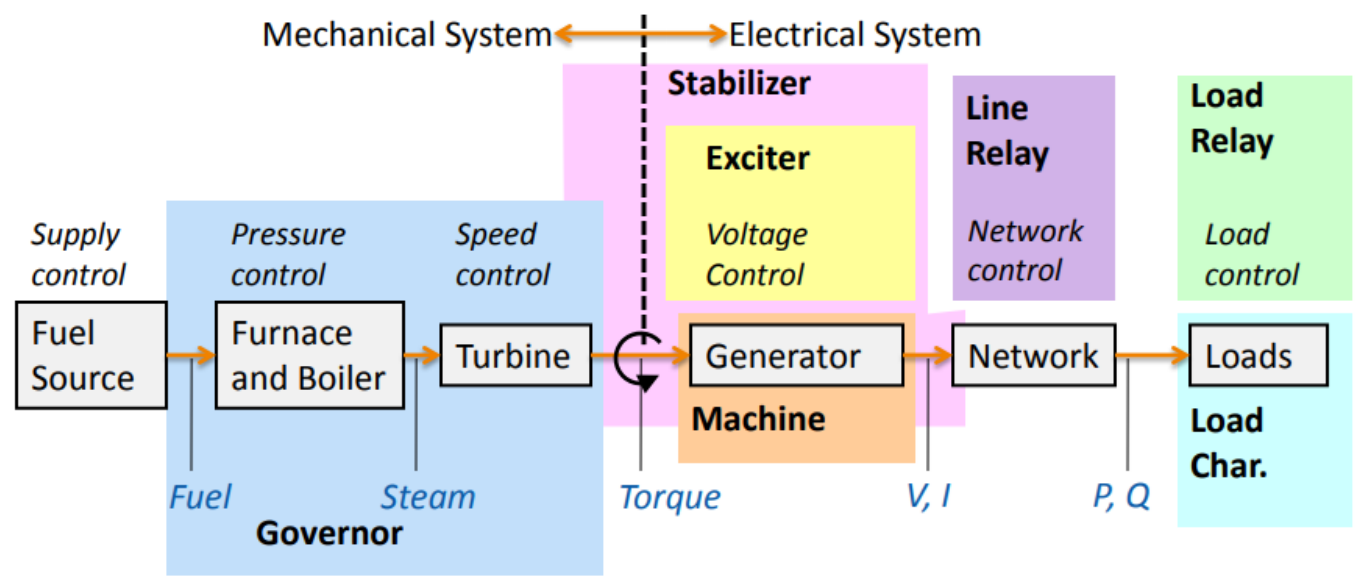 Mechanical System
Electrical System
Stabilizer
Exciter
Line
Relay
Load
Relay
Supply
control
Pressure
control
Speed
control
Voltage
Control
Network
control
Load
control
Fuel
Source
Furnace
and Boiler
Turbine
Generator
Network
Loads
Machine
Load
Char.
Fuel
Steam
Torque
V, I
P, Q
Governor